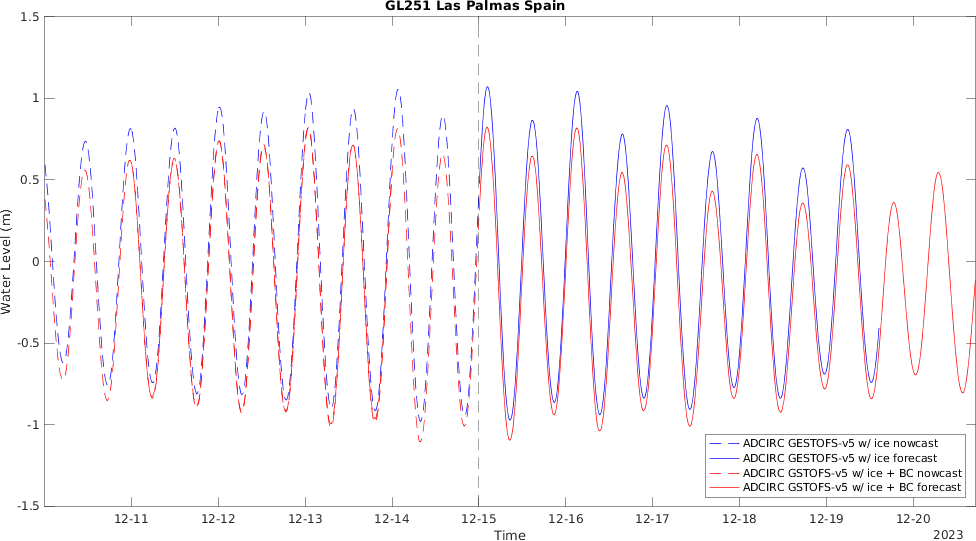 GL251 Las Palmas Spain
1.5
1
0.5
0
-0.5
-1
-1.5
Water Level (m)
12-11 12-12 12-13 12-14 12-15 12-16 12-17 12-18 12-19 12-20
Time
2023
ADCIRC GESTOFS-v5 w/ ice nowcast
ADCIRC GESTOFS-v5 w/ ice forecast
ADCIRC GSTOFS-v5 w/ ice + BC nowcast
ADCIRC GSTOFS-v5 w/ ice + BC forecast